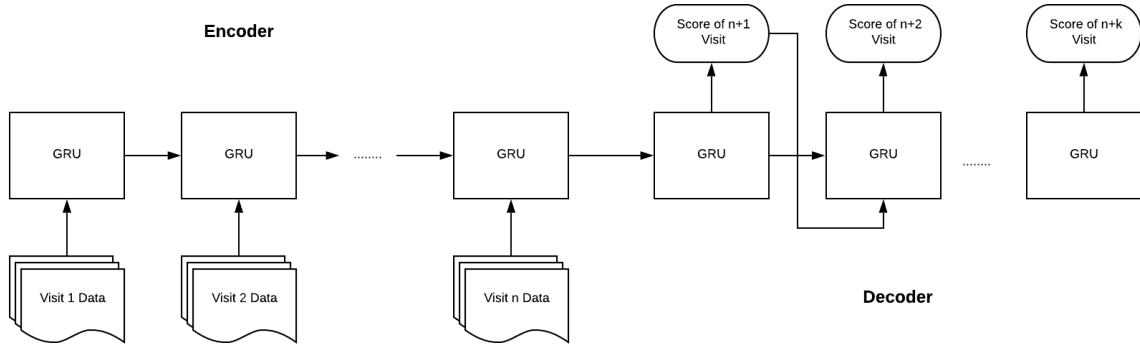 Encoder
Score of n+1
Visit
Score of n+2
Visit
Score of n+k
Visit
GRU
GRU
........
GRU
GRU
GRU
........
GRU
Visit 1 Data
Visit 2 Data
Visit n Data
Decoder